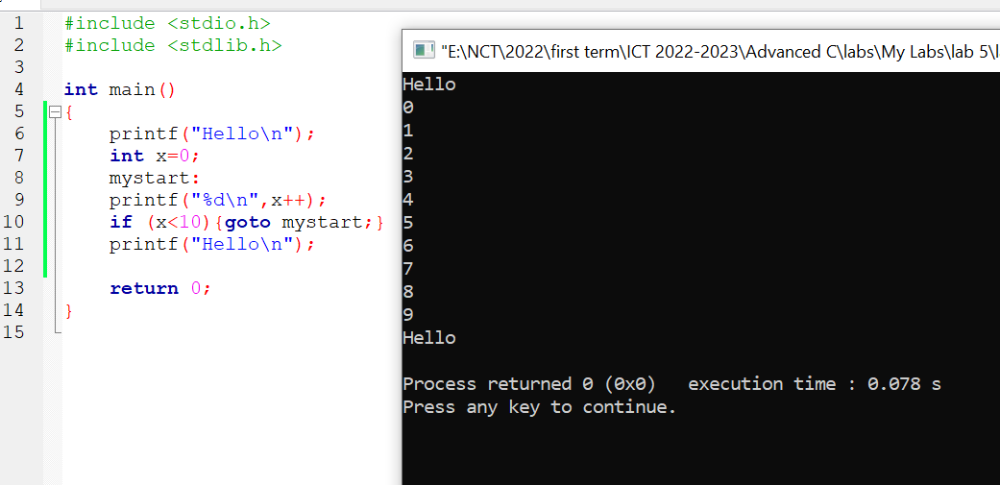 1 #include <stdio.h>
2 #include <stdlib.h>
3
4 int main()
5 {
6 printf("Hello\n");
7 int x=0;
8 mystart:
9 printf("%d\n",x++);
10 if (x<10){goto mystart;}
11 printf("Hello\n");
12
13 return 0;
14 }
15
"E:\NCT\2022\first term\ICT 2022-2023\Advanced C\labs\My Labs\lab 5\l
Hello
0
1
2
3
4
5
6
7
8
9
Hello
Process returned 0 (0x0) execution time : 0.078 s
Press any key to continue.